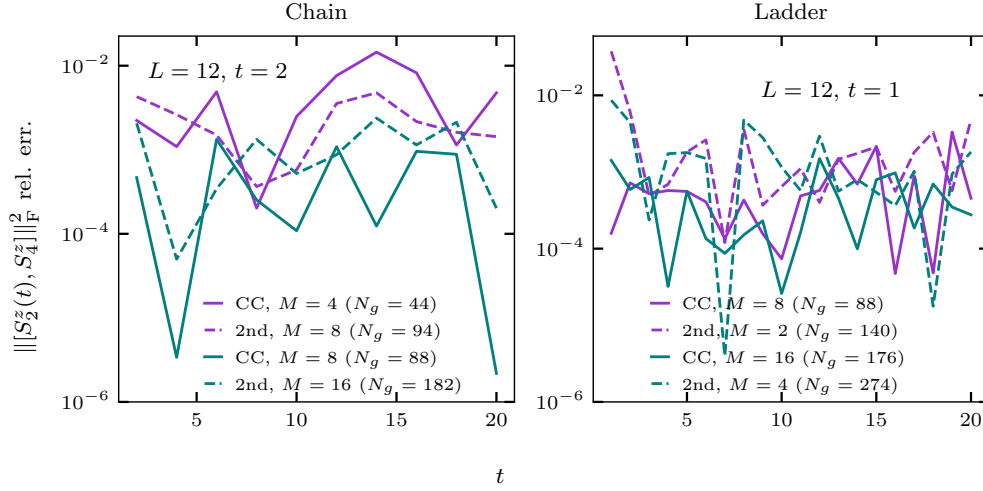 Chain
Ladder
||[S_2^z(t), S_4^z]||_F^2 rel. err.
10^{-2}
10^{-4}
10^{-6}
L = 12, t = 2
CC, M = 4 (N_g = 44)
2nd, M = 8 (N_g = 94)
CC, M = 8 (N_g = 88)
2nd, M = 16 (N_g = 182)
5 10 15 20
10^{-2}
10^{-4}
10^{-6}
L = 12, t = 1
CC, M = 8 (N_g = 88)
2nd, M = 2 (N_g = 140)
CC, M = 16 (N_g = 176)
2nd, M = 4 (N_g = 274)
5 10 15 20
t